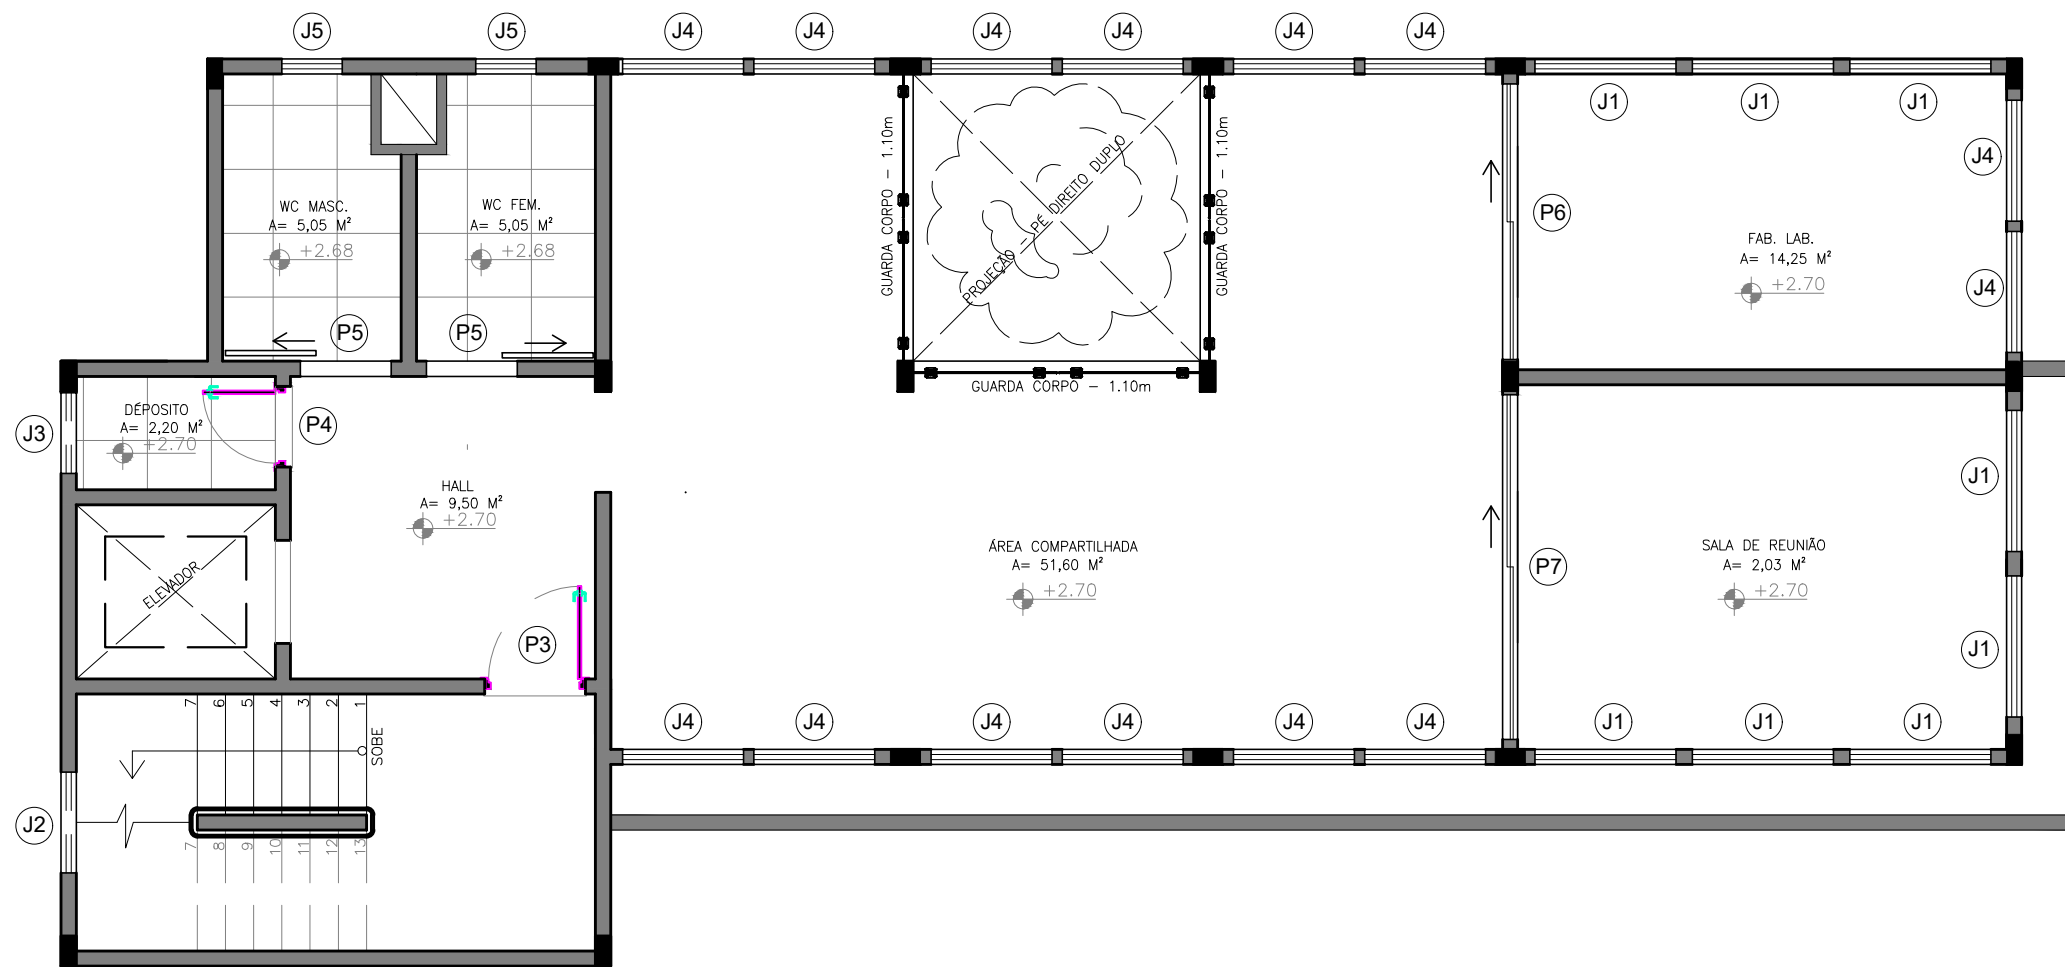 J5
J5
J4
J4
J4
J4
J4
J4
J1
J1
J1
GUARDA CORPO - 1.10m
PROJEÇÃO - PÉ DIREITO DUPLO
GUARDA CORPO - 1.10m
J4
WC MASC.
A= 5,05 M²
+2.68
WC FEM.
A= 5,05 M²
+2.68
P6
FAB. LAB.
A= 14,25 M²
+2.70
J4
P5
P5
GUARDA CORPO - 1.10m
DÉPOSITO
A= 2,20 M²
+2.70
J3
P4
HALL
A= 9,50 M²
+2.70
J1
ELEVADOR
ÁREA COMPARTILHADA
A= 51,60 M²
+2.70
P7
SALA DE REUNIÃO
A= 2,03 M²
+2.70
P3
J1
7
6
5
4
3
2
1
SOBE
J4
J4
J4
J4
J4
J4
J1
J1
J1
J2
7
8
9
10
11
12
13